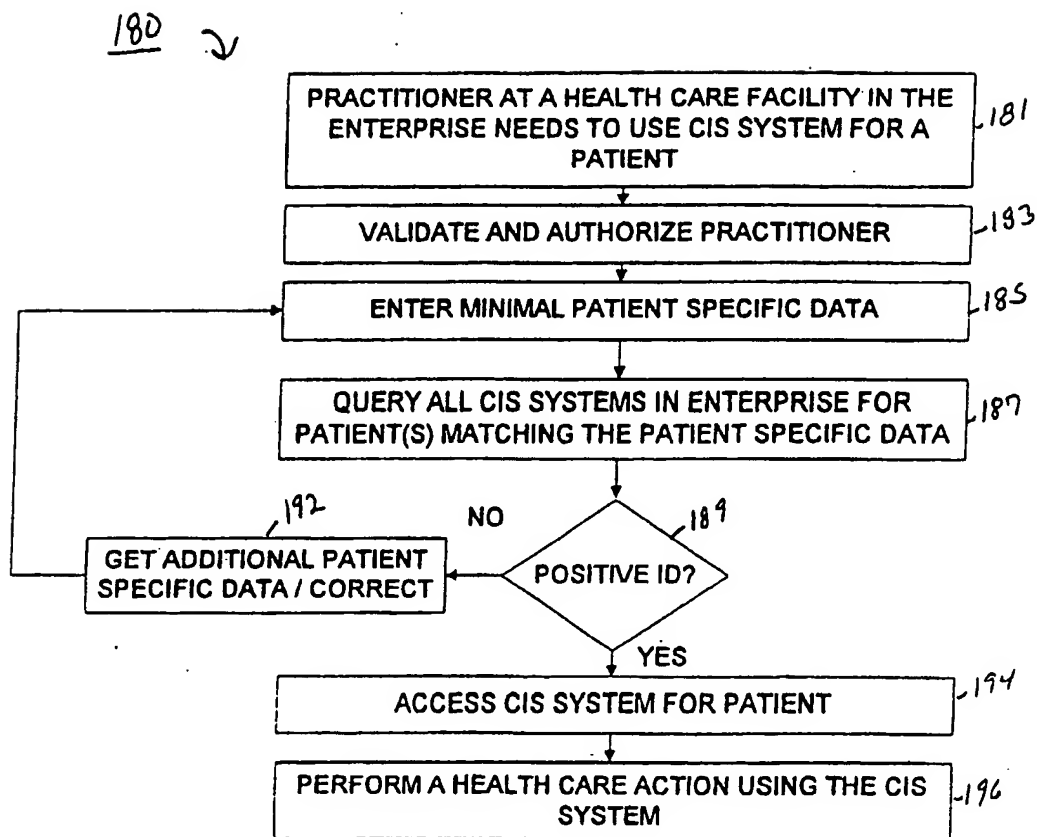 180
PRACTITIONER AT A HEALTH CARE FACILITY IN THE
ENTERPRISE NEEDS TO USE CIS SYSTEM FOR A
PATIENT
181
VALIDATE AND AUTHORIZE PRACTITIONER
183
ENTER MINIMAL PATIENT SPECIFIC DATA
185
QUERY ALL CIS SYSTEMS IN ENTERPRISE FOR
PATIENT(S) MATCHING THE PATIENT SPECIFIC DATA
187
192
NO
189
GET ADDITIONAL PATIENT
SPECIFIC DATA / CORRECT
POSITIVE ID?
YES
ACCESS CIS SYSTEM FOR PATIENT
194
PERFORM A HEALTH CARE ACTION USING THE CIS
SYSTEM
196